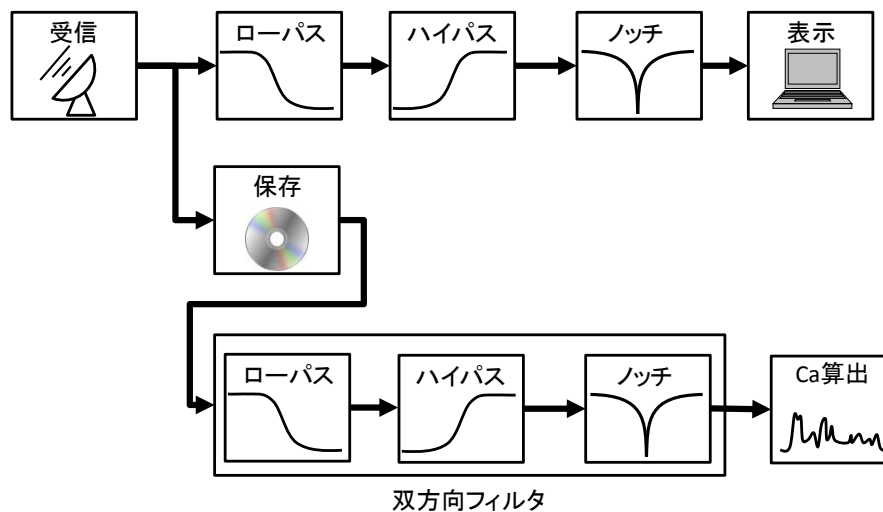 受信
ローパス
ハイパス
ノッチ
表示
保存
ローパス
ハイパス
ノッチ
Ca算出
双方向フィルタ